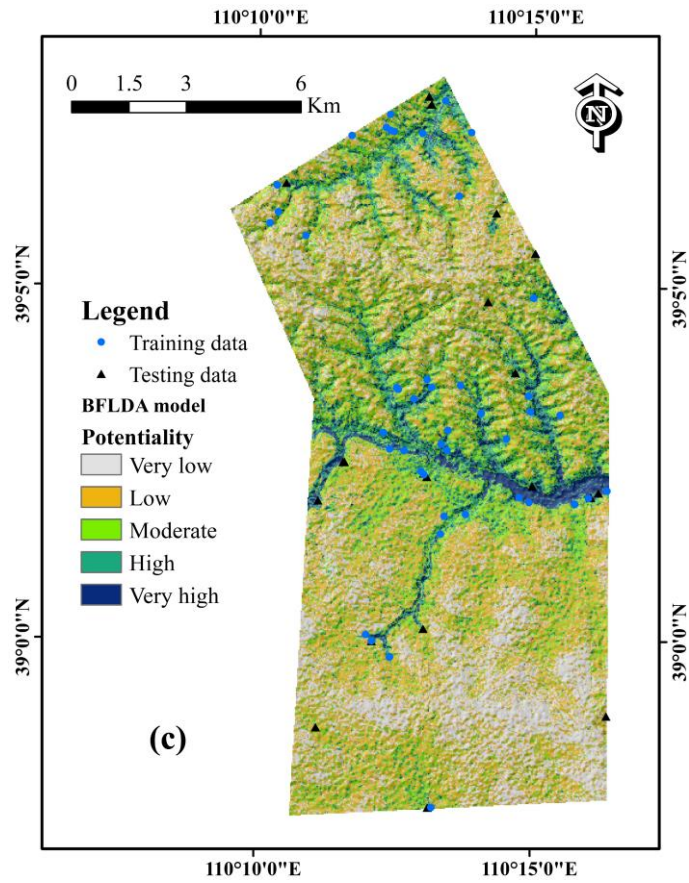 110°10'0"E 110°15'0"E
0 1.5 3 6
Km
N
39°5'0"N 39°5'0"N
Legend
Training data
Testing data
BFLDA model
Potentiality
Very low
Low
Moderate
High
Very high
39°0'0"N 39°0'0"N
(c)
110°10'0"E 110°15'0"E